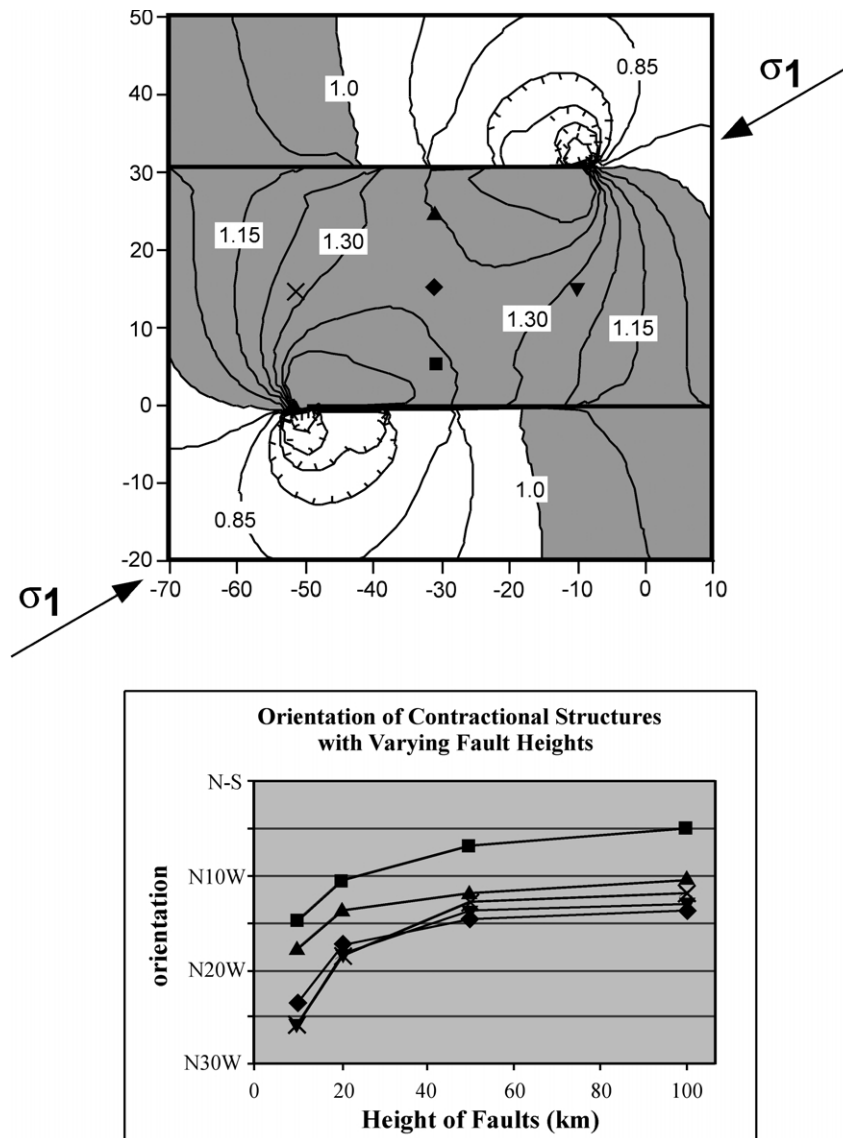 50
40
30
20
10
0
-10
-20
-70 -60 -50 -40 -30 -20 -10 0 10
σ1
σ1
1.0
0.85
1.15
1.30
1.30
1.15
1.0
0.85
Orientation of Contractional Structures
with Varying Fault Heights
N-S
N10W
N20W
N30W
orientation
0 20 40 60 80 100
Height of Faults (km)